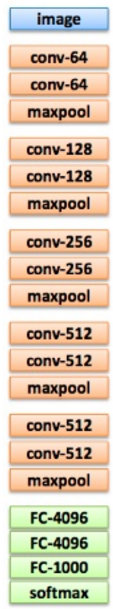 image
conv-64
conv-64
maxpool
conv-128
conv-128
maxpool
conv-256
conv-256
maxpool
conv-512
conv-512
maxpool
conv-512
conv-512
maxpool
FC-4096
FC-4096
FC-1000
softmax